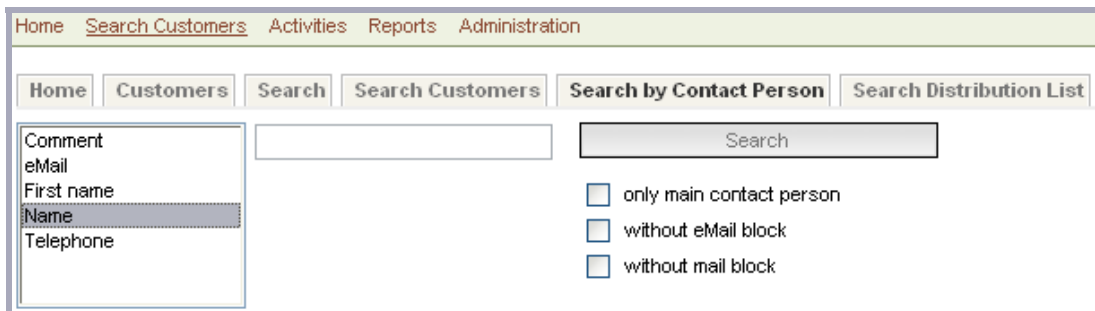 Home Search Customers Activities Reports Administration
Home Customers Search Search Customers Search by Contact Person Search Distribution List
Comment
eMail
First name
Name
Telephone
Search
only main contact person
without eMail block
without mail block